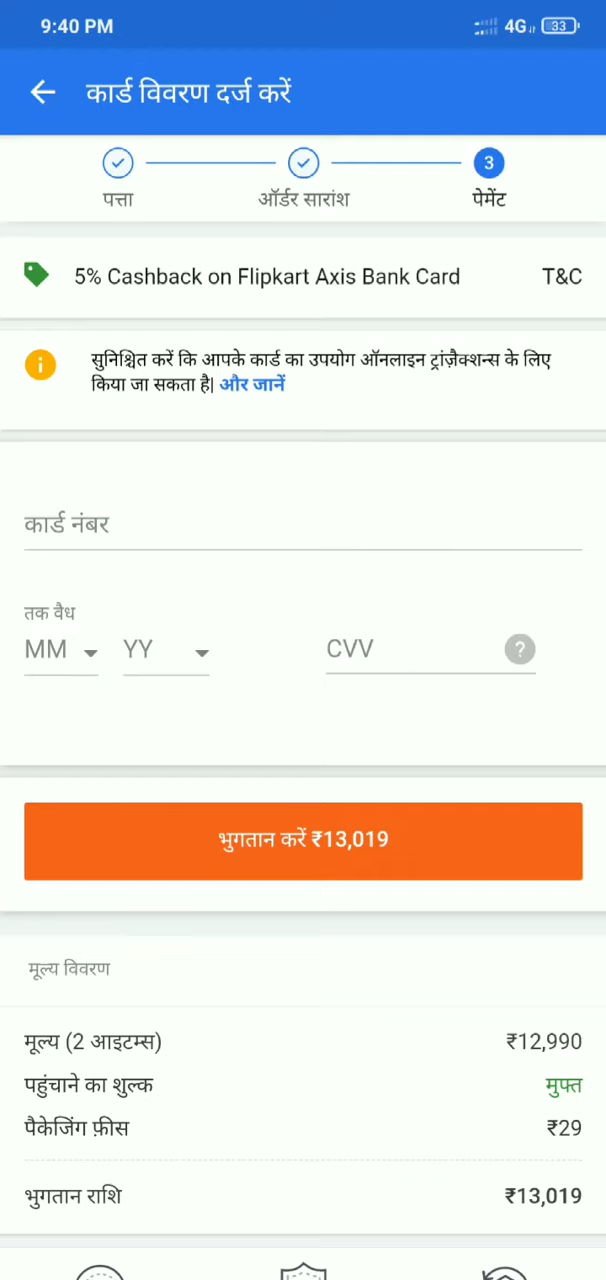 9:40 PM
4G
33
कार्ड विवरण दर्ज करें
3
पत्ता
ऑर्डर सारांश
पेमेंट
5% Cashback on Flipkart Axis Bank Card
T&C
सुनिश्चित करें कि आपके कार्ड का उपयोग ऑनलाइन ट्रांज़ैक्शन्स के लिए
किया जा सकता है| और जानें
कार्ड नंबर
तक वैध
MM
YY
CVV
?
भुगतान करें ₹13,019
मूल्य विवरण
मूल्य (2 आइटम्स)
₹12,990
पहुंचाने का शुल्क
मुफ्त
पैकेजिंग फ़ीस
₹29
भुगतान राशि
₹13,019